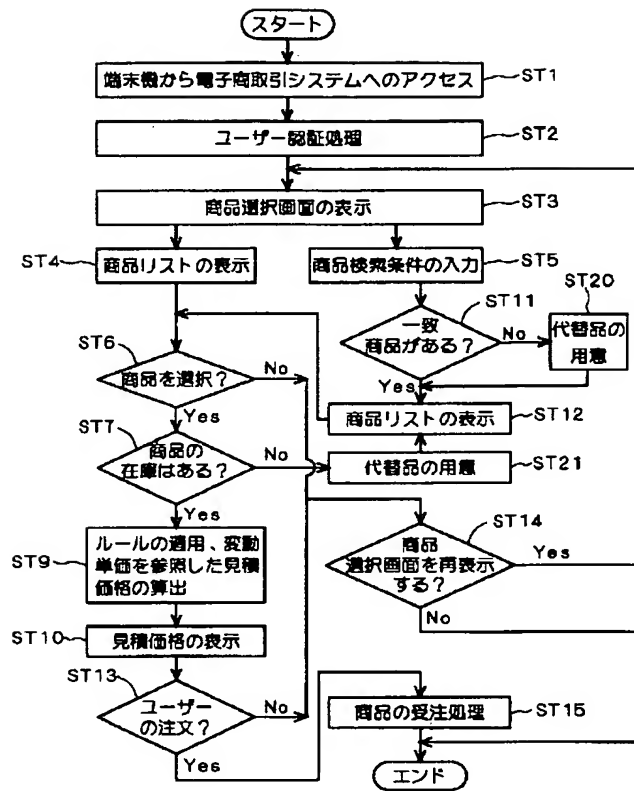 スタート
端末機から電子商取引システムへのアクセス
ST1
ユーザー認証処理
ST2
商品選択画面の表示
ST3
ST4
商品リストの表示
商品検索条件の入力
ST5
ST6
商品を選択?
No
Yes
ST11
一致
商品がある?
No
Yes
ST20
代替品の
用意
商品リストの表示
ST12
ST7
商品の
在庫はある?
No
Yes
代替品の用意
ST21
ST9
ルールの適用、変動
単価を参照した見積
価格の算出
ST14
商品
選択画面を再表示
する?
Yes
No
ST10
見積価格の表示
ST13
ユーザー
の注文?
No
Yes
商品の受注処理
ST15
エンド